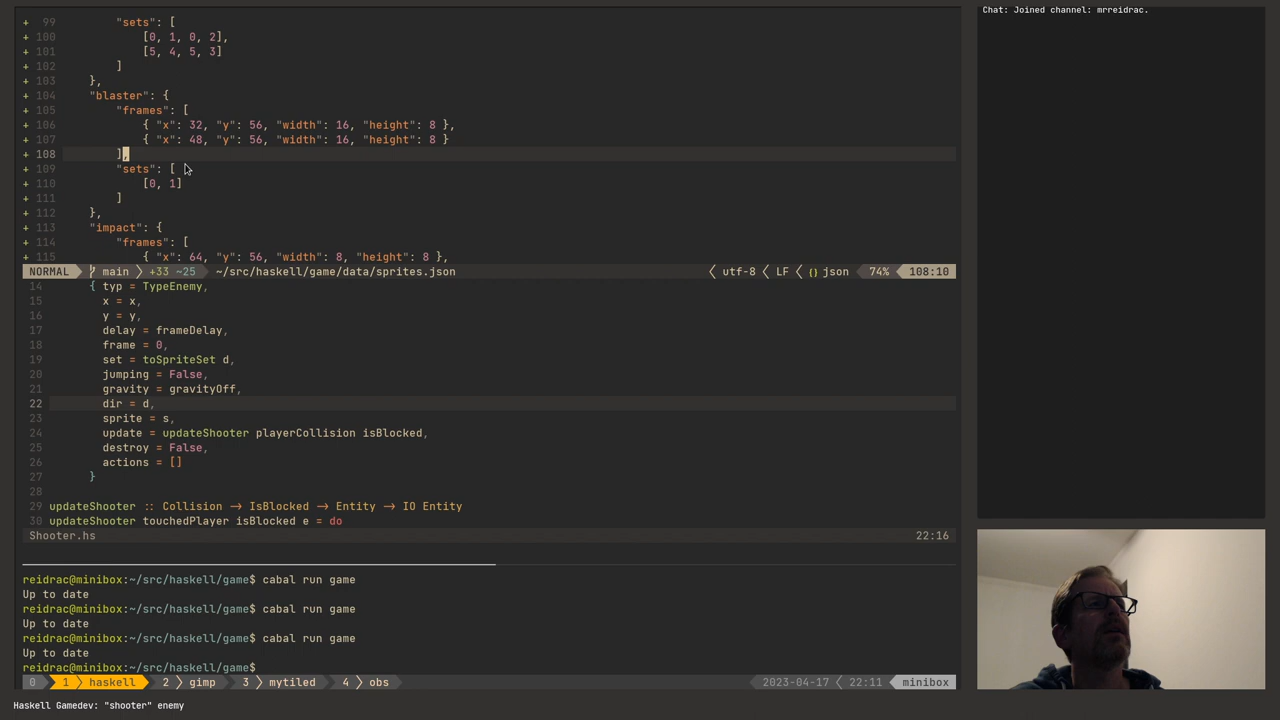 + 99 "sets": [
+ 100 [0, 1, 0, 2],
+ 101 [5, 4, 5, 3]
+ 102 ]
+ 103 },
+ 104 "blaster": {
+ 105 "frames": [
+ 106 { "x": 32, "y": 56, "width": 16, "height": 8 },
+ 107 { "x": 48, "y": 56, "width": 16, "height": 8 }
+ 108 ],
+ 109 "sets": [
+ 110 [0, 1]
+ 111 ]
+ 112 },
+ 113 "impact": {
+ 114 "frames": [
+ 115 { "x": 64, "y": 56, "width": 8, "height": 8 },
NORMAL main +33 ~25 ~/src/haskell/game/data/sprites.json utf-8 LF {} json 74% 108:10
14 { typ = TypeEnemy,
15 x = x,
16 y = y,
17 delay = frameDelay,
18 frame = 0,
19 set = toSpriteSet d,
20 jumping = False,
21 gravity = gravityOff,
22 dir = d,
23 sprite = s,
24 update = updateShooter playerCollision isBlocked,
25 destroy = False,
26 actions = []
27 }
28
29 updateShooter :: Collision → IsBlocked → Entity → IO Entity
30 updateShooter touchedPlayer isBlocked e = do
Shooter.hs 22:16
reidrac@minibox:~/src/haskell/game$ cabal run game
Up to date
reidrac@minibox:~/src/haskell/game$ cabal run game
Up to date
reidrac@minibox:~/src/haskell/game$ cabal run game
Up to date
reidrac@minibox:~/src/haskell/game$
0 1 haskell 2 gimp 3 mytiled 4 obs 2023-04-17 22:11 minibox
Haskell Gamedev: "shooter" enemy
Chat: Joined channel: mrreidrac.